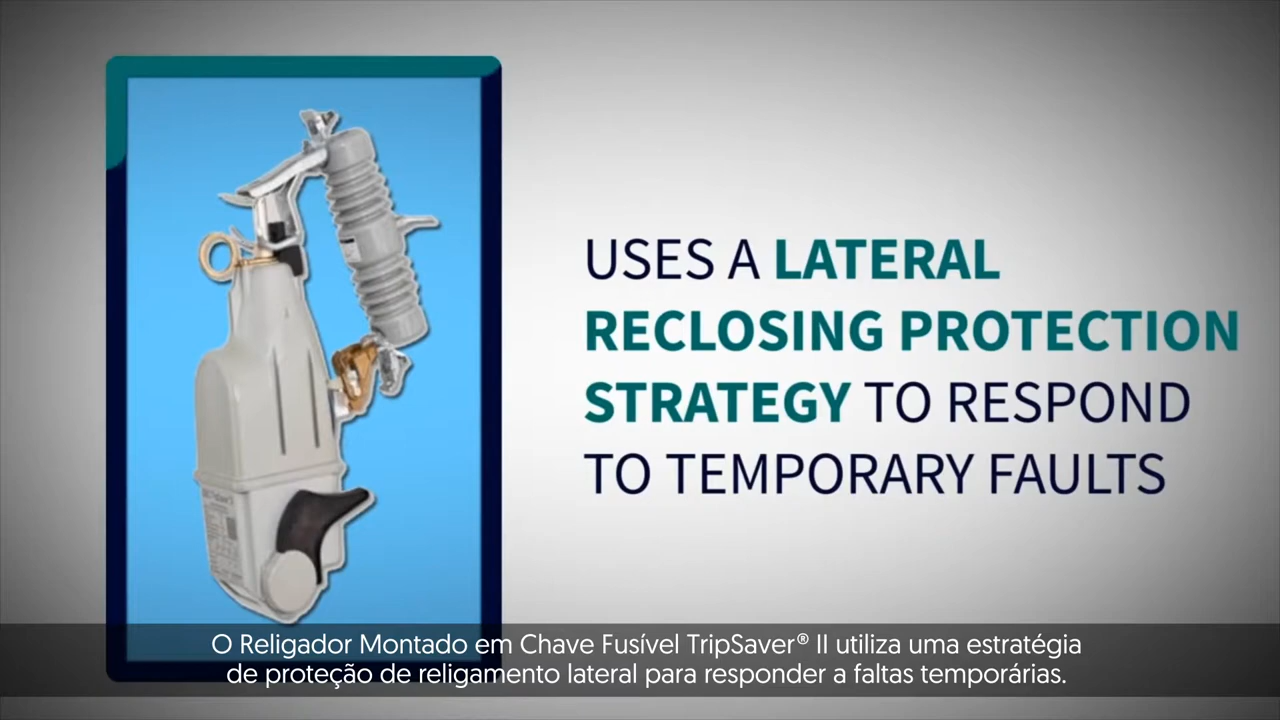 USES A LATERAL
RECLOSING PROTECTION
STRATEGY TO RESPOND
TO TEMPORARY FAULTS
O Religador Montado em Chave Fusível TripSaver® II utiliza uma estratégia
de proteção de religamento lateral para responder a faltas temporárias.